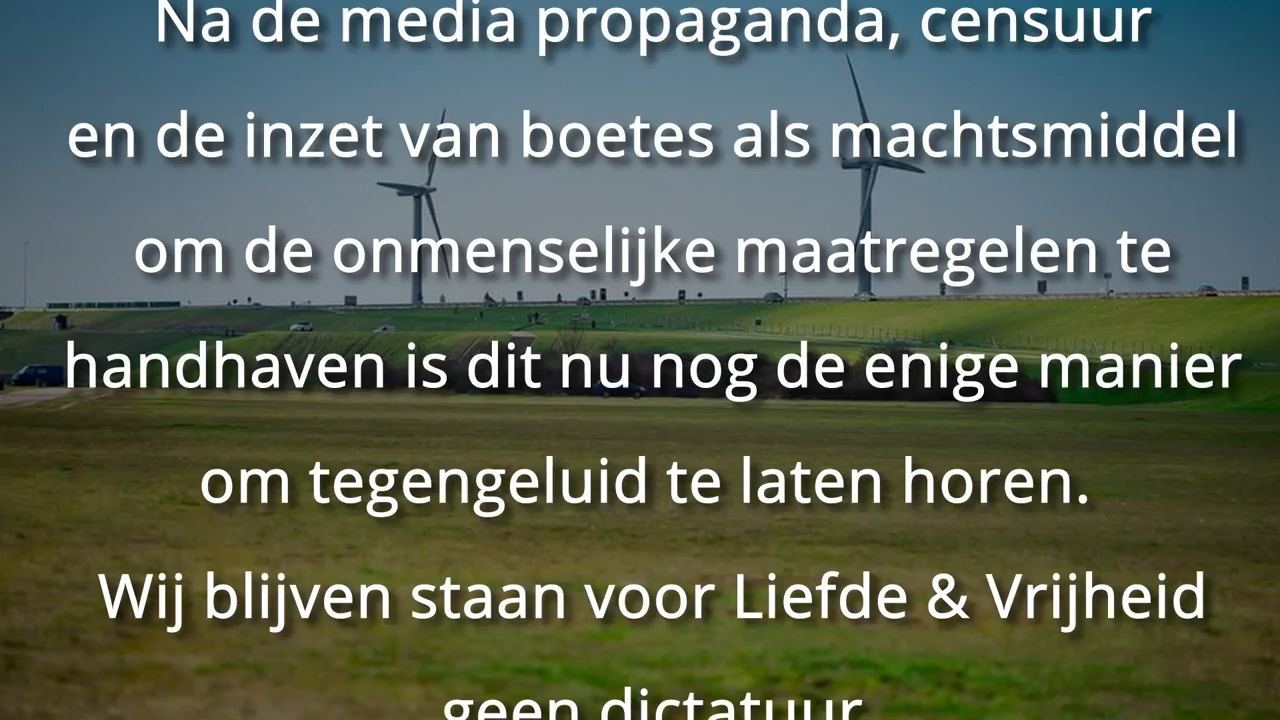 Na de media propaganda, censuur
en de inzet van boetes als machtsmiddel
om de onmenselijke maatregelen te
handhaven is dit nu nog de enige manier
om tegengeluid te laten horen.
Wij blijven staan voor Liefde & Vrijheid
geen dictatuur